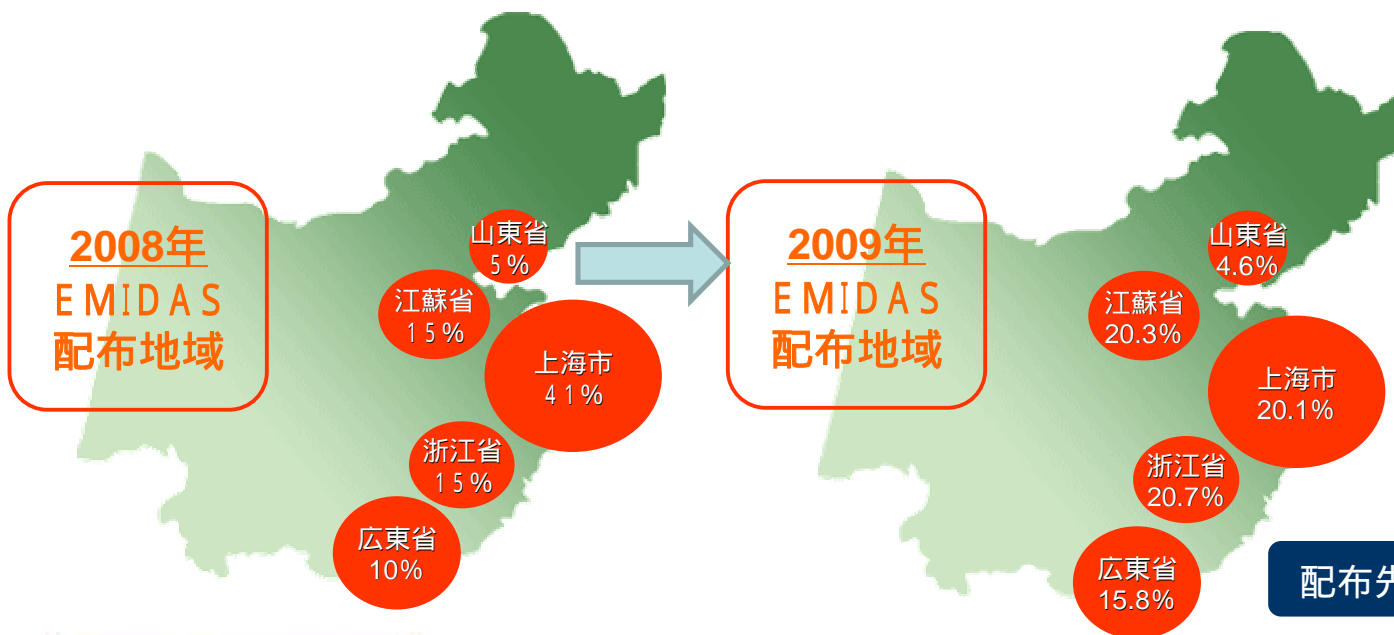 2008年
ＥＭＩＤＡＳ
配布地域
山東省
５％
江蘇省
１５％
上海市
４１％
浙江省
１５％
広東省
10%
2009年
ＥＭＩＤＡＳ
配布地域
山東省
4.6%
江蘇省
20.3%
上海市
20.1%
浙江省
20.7%
広東省
15.8%
配布先